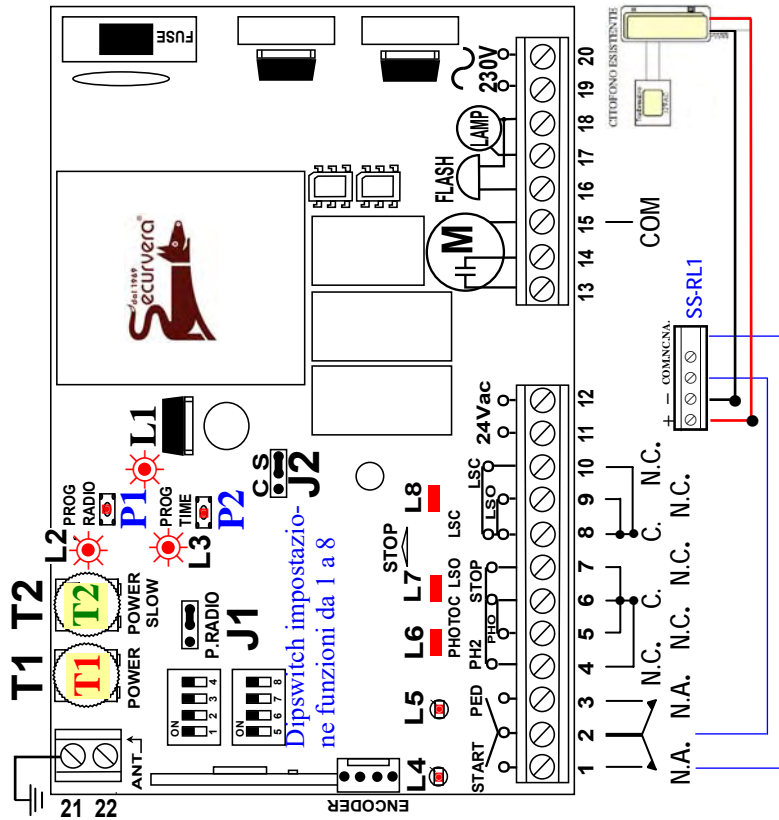 FUSE
230V
LAMP
FLASH
M
dal 1969
Securvera®
L1
L2
PROG
RADIO
P1
PROG
TIME
P2
L3
C S
J2
T1
T2
T1
T2
POWER
POWER
SLOW
P.RADIO
J1
ON
1 2 3 4
ON
5 6 7 8
Dipswitch impostazio-
ne funzioni da 1 a 8
ANT
21 22
ENCODER
L4
L5
L6
L7
L8
STOP
PHOTOC
LSO
LSC
START
PED
PH2
PHO
STOP
LSO
LSC
24Vac
1 2 3 4 5 6 7 8 9 10 11 12
13 14 15 16 17 18 19 20
N.A.
N.A.
N.C.
N.C.
C.
N.C.
C.
N.C.
N.C.
N.C.
COM
SS-RL1
+ - COM.NC.NA.
CITOFONO ESISTENTE